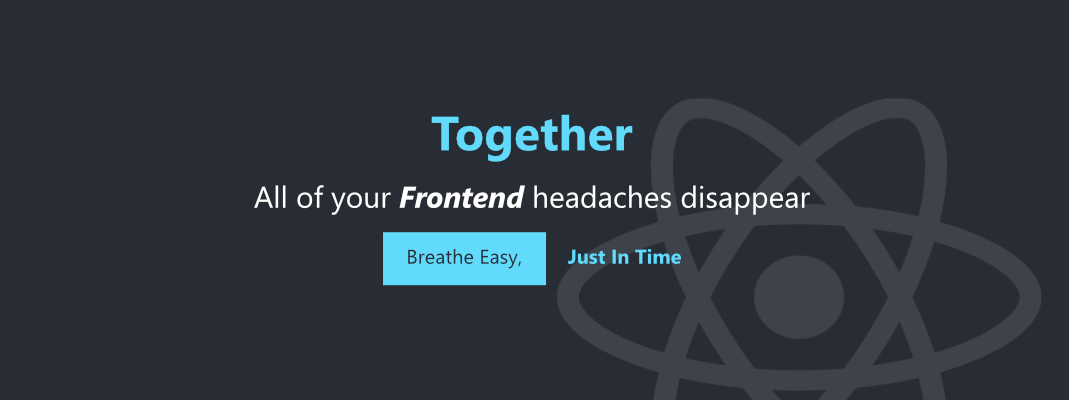 Together
All of your Frontend headaches disappear
Breathe Easy, Just In Time